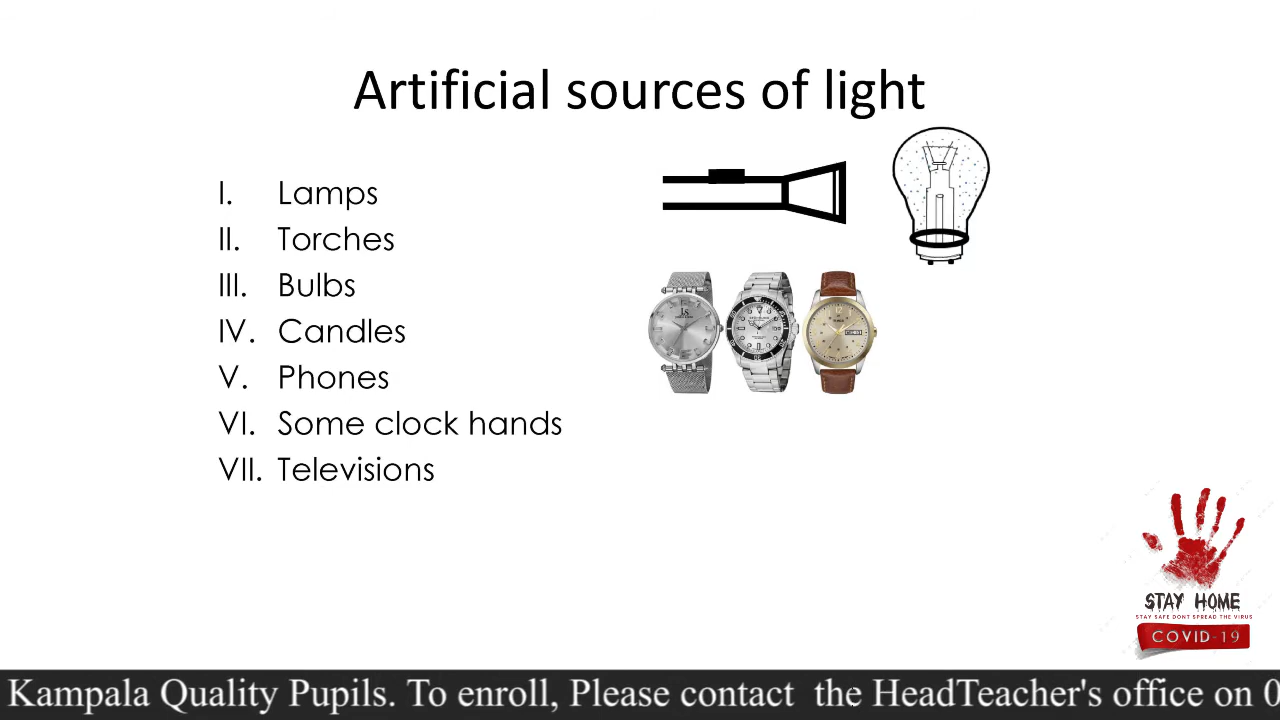 Artificial sources of light
I. Lamps
II. Torches
III. Bulbs
IV. Candles
V. Phones
VI. Some clock hands
VII. Televisions
STAY HOME
STAY SAFE DONT SPREAD THE VIRUS
COVID-19
Kampala Quality Pupils. To enroll, Please contact the HeadTeacher's office on 0